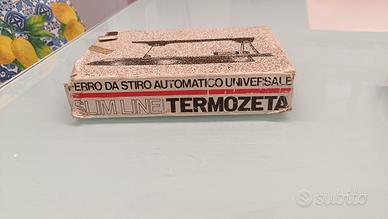 FERRO DA STIRO AUTOMATICO UNIVERSALE
SLIM LINE TERMOZETA
subito